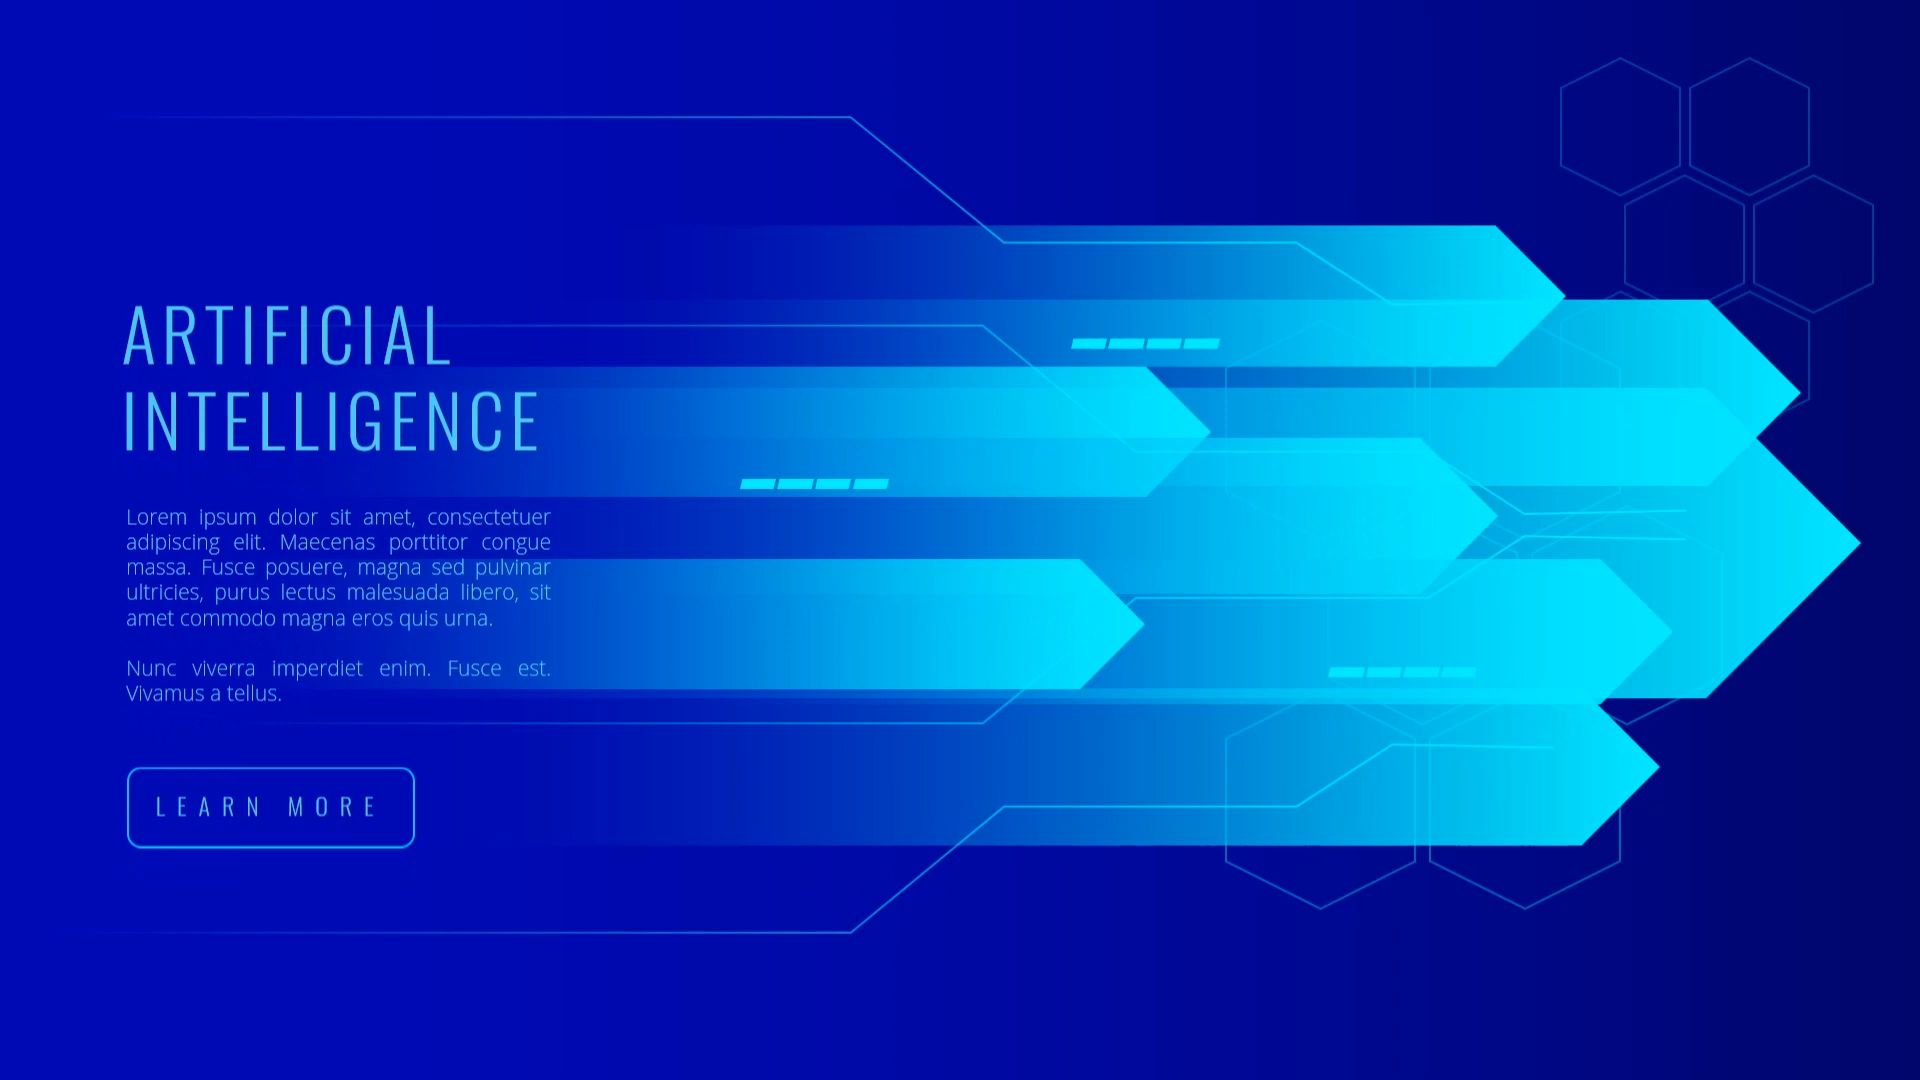 ARTIFICIAL
INTELLIGENCE
Lorem ipsum dolor sit amet, consectetuer
adipiscing elit. Maecenas porttitor congue
massa. Fusce posuere, magna sed pulvinar
ultricies, purus lectus malesuada libero, sit
amet commodo magna eros quis urna.
Nunc viverra imperdiet enim. Fusce est.
Vivamus a tellus.
LEARN MORE